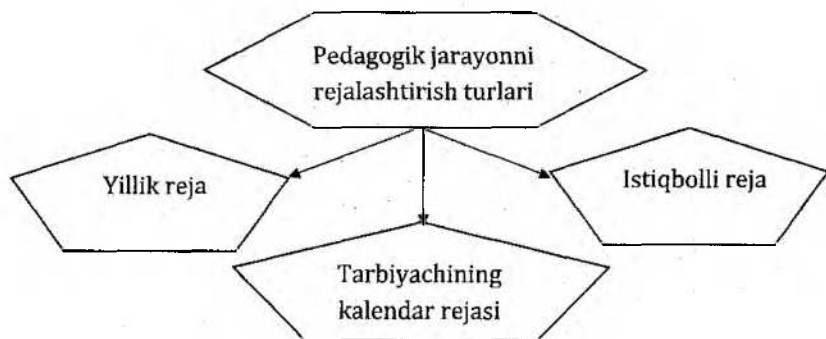 Pedagogik jarayonni
rejalashtirish turlari
Yillik reja
Istiqbolli reja
Tarbiyachining
kalendar rejasi